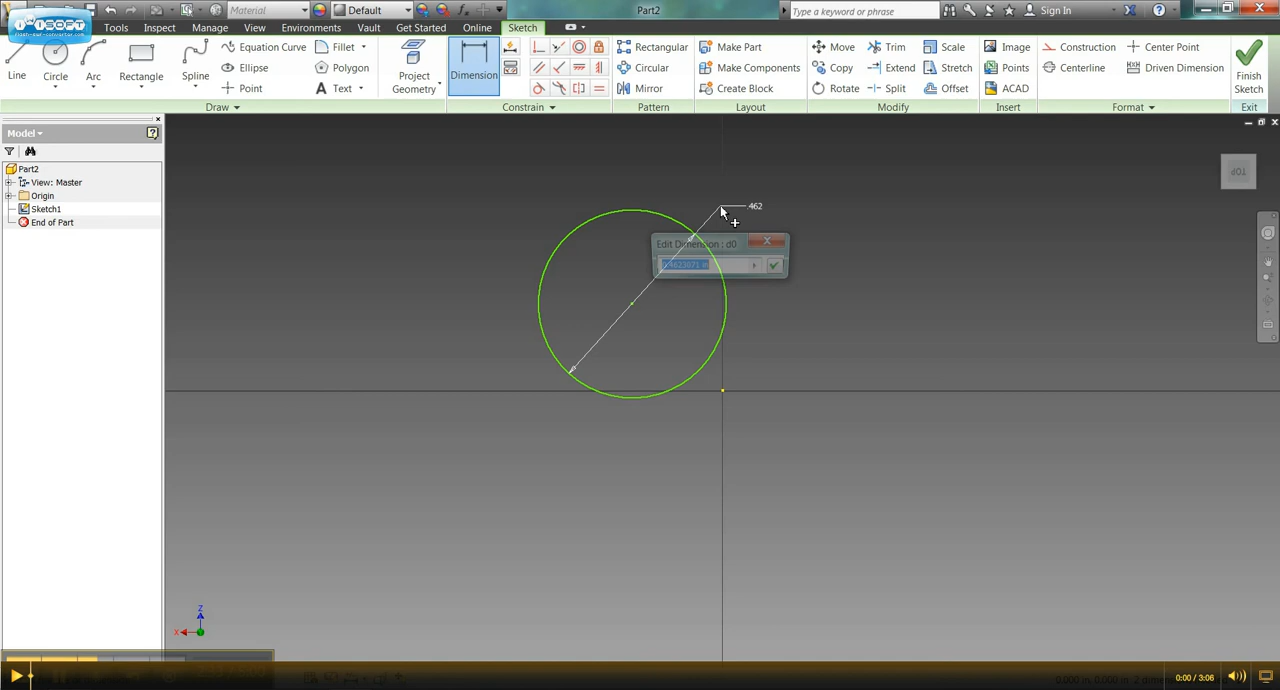 Material
Default
Part2
Type a keyword or phrase
Sign In
iWiSOFT
Tools Inspect Manage View Environments Vault Get Started Online Sketch
Line
Circle
Arc
Rectangle
Spline
Equation Curve
Ellipse
Point
Fillet
Polygon
Text
Project Geometry
Dimension
Rectangular
Circular
Mirror
Make Part
Make Components
Create Block
Move
Copy
Rotate
Trim
Extend
Split
Scale
Stretch
Offset
Image
Points
ACAD
Construction
Centerline
Center Point
Driven Dimension
Finish Sketch
Draw
Constrain
Pattern
Layout
Modify
Insert
Format
Exit
Model
Part2
View: Master
Origin
Sketch1
End of Part
TOP
.462
Edit Dimension : d0
Z
X
0:00 / 3:06